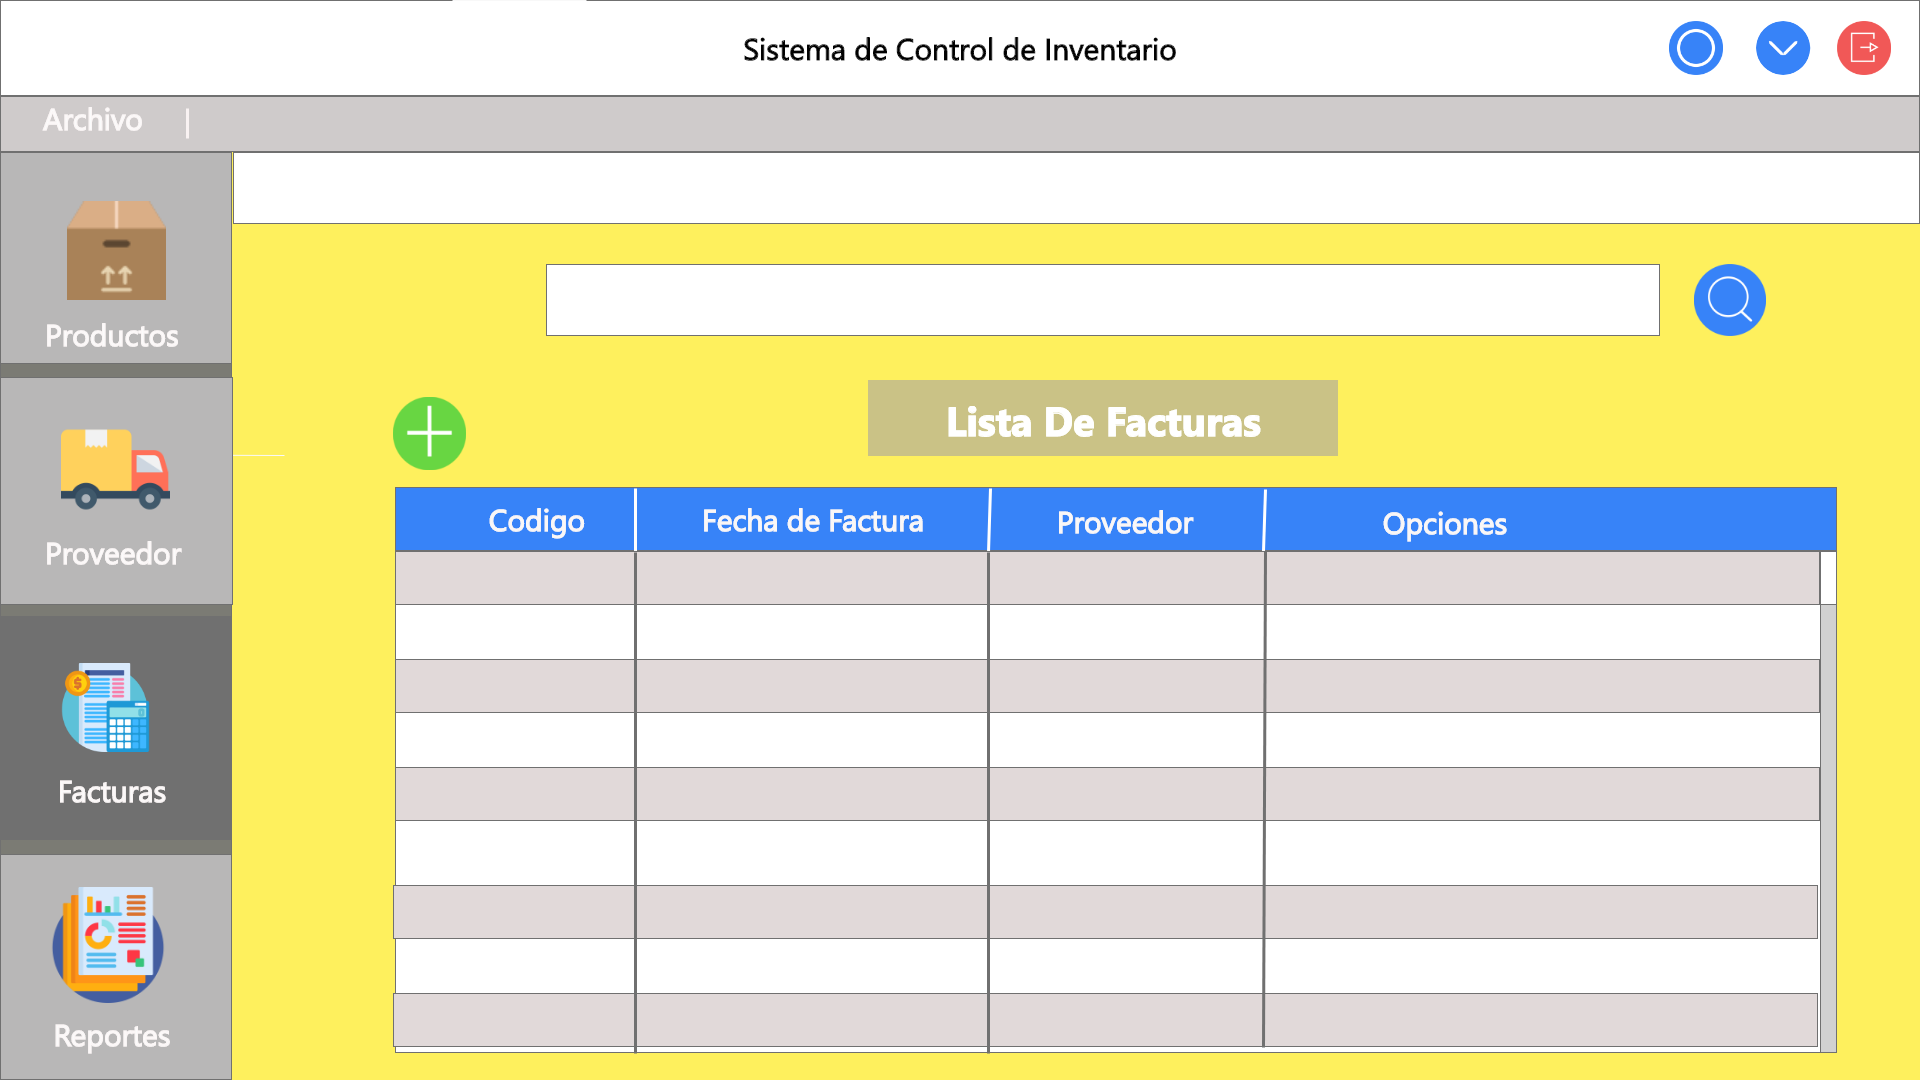 Sistema de Control de Inventario
Archivo |
Productos
Proveedor
Facturas
Reportes
Lista De Facturas
Codigo Fecha de Factura Proveedor Opciones